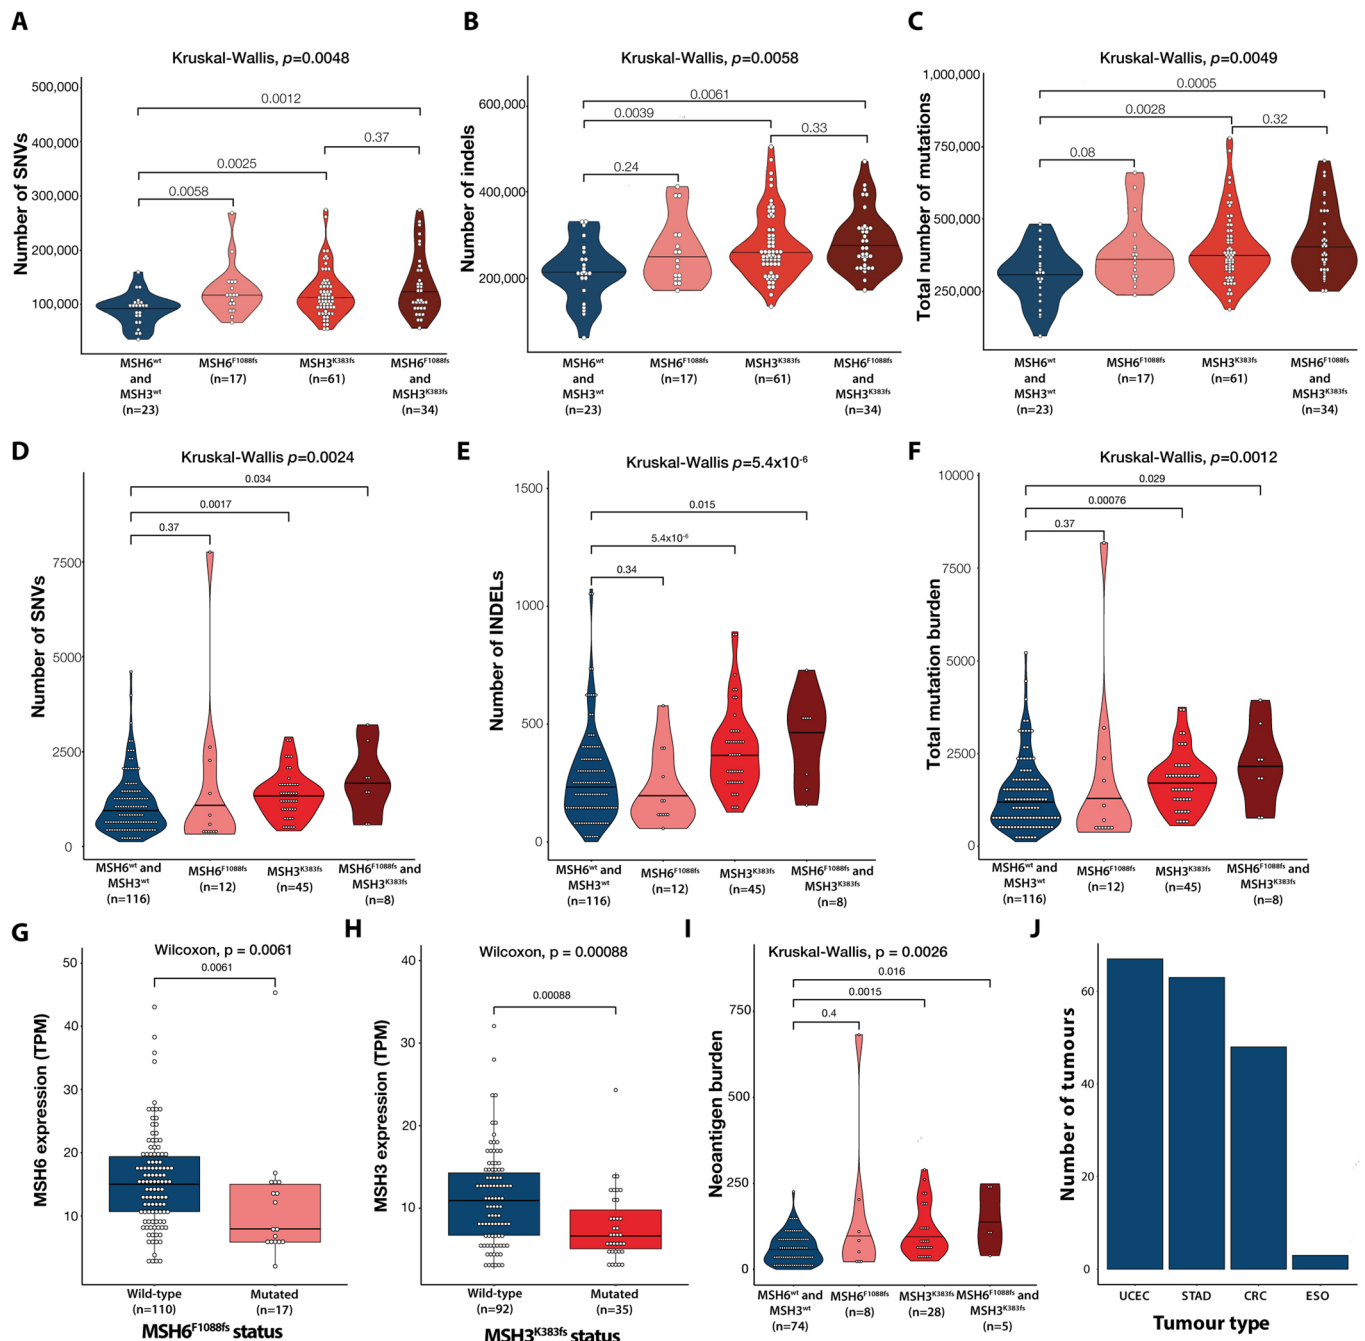 A
Kruskal-Wallis, p=0.0048
Number of SNVs
500,000
400,000
300,000
200,000
100,000
0.0012
0.37
0.0025
0.0058
MSH6wt and MSH3wt (n=23)
MSH6F1088fs (n=17)
MSH3K383fs (n=61)
MSH6F1088fs and MSH3K383fs (n=34)
B
Kruskal-Wallis, p=0.0058
Number of indels
600,000
400,000
200,000
0.0061
0.0039
0.33
0.24
MSH6wt and MSH3wt (n=23)
MSH6F1088fs (n=17)
MSH3K383fs (n=61)
MSH6F1088fs and MSH3K383fs (n=34)
C
Kruskal-Wallis, p=0.0049
Total number of mutations
1,000,000
750,000
500,000
250,000
0.0005
0.0028
0.32
0.08
MSH6wt and MSH3wt (n=23)
MSH6F1088fs (n=17)
MSH3K383fs (n=61)
MSH6F1088fs and MSH3K383fs (n=34)
D
Kruskal-Wallis p=0.0024
Number of SNVs
7500
5000
2500
0
0.034
0.0017
0.37
MSH6wt and MSH3wt (n=116)
MSH6F1088fs (n=12)
MSH3K383fs (n=45)
MSH6F1088fs and MSH3K383fs (n=8)
E
Kruskal-Wallis p=5.4x10-6
Number of INDELs
1500
1000
500
0
0.015
5.4x10-6
0.34
MSH6wt and MSH3wt (n=116)
MSH6F1088fs (n=12)
MSH3K383fs (n=45)
MSH6F1088fs and MSH3K383fs (n=8)
F
Kruskal-Wallis, p=0.0012
Total mutation burden
10000
7500
5000
2500
0
0.029
0.00076
0.37
MSH6wt and MSH3wt (n=116)
MSH6F1088fs (n=12)
MSH3K383fs (n=45)
MSH6F1088fs and MSH3K383fs (n=8)
G
Wilcoxon, p = 0.0061
MSH6 expression (TPM)
50
40
30
20
10
0.0061
Wild-type (n=110)
Mutated (n=17)
MSH6F1088fs status
H
Wilcoxon, p = 0.00088
MSH3 expression (TPM)
40
30
20
10
0.00088
Wild-type (n=92)
Mutated (n=35)
MSH3K383fs status
I
Kruskal-Wallis, p = 0.0026
Neoantigen burden
750
500
250
0
0.016
0.0015
0.4
MSH6wt and MSH3wt (n=74)
MSH6F1088fs (n=8)
MSH3K383fs (n=28)
MSH6F1088fs and MSH3K383fs (n=5)
J
Number of tumours
60
40
20
0
UCEC
STAD
CRC
ESO
Tumour type